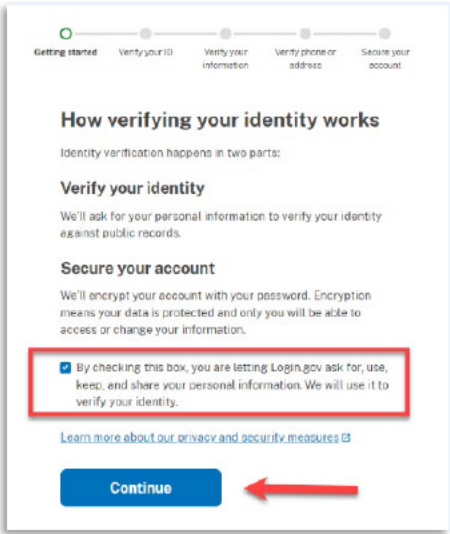 Getting started
Verify your ID
Verify your
information
Verify phone or
address
Secure your
account
How verifying your identity works
Identity verification happens in two parts:
Verify your identity
We'll ask for your personal information to verify your identity
against public records.
Secure your account
We'll encrypt your account with your password. Encryption
means your data is protected and only you will be able to
access or change your information.
By checking this box, you are letting Login.gov ask for, use,
keep, and share your personal information. We will use it to
verify your identity.
Learn more about our privacy and security measures
Continue